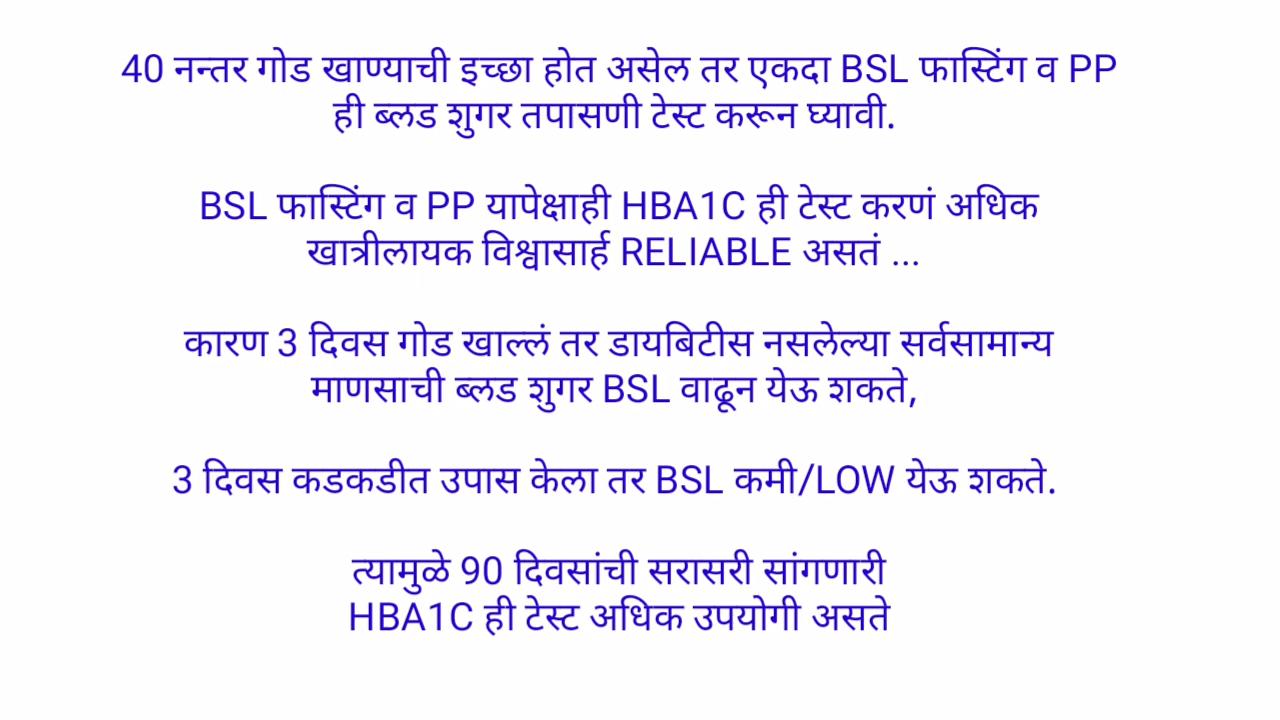 40 नन्तर गोड खाण्याची इच्छा होत असेल तर एकदा BSL फास्टिंग व PP
ही ब्लड शुगर तपासणी टेस्ट करून घ्यावी.
BSL फास्टिंग व PP यापेक्षाही HBA1C ही टेस्ट करणं अधिक
खात्रीलायक विश्वासार्ह RELIABLE असतं ...
कारण 3 दिवस गोड खाल्लं तर डायबिटीस नसलेल्या सर्वसामान्य
माणसाची ब्लड शुगर BSL वाढून येऊ शकते,
3 दिवस कडकडीत उपास केला तर BSL कमी/LOW येऊ शकते.
त्यामुळे 90 दिवसांची सरासरी सांगणारी
HBA1C ही टेस्ट अधिक उपयोगी असते